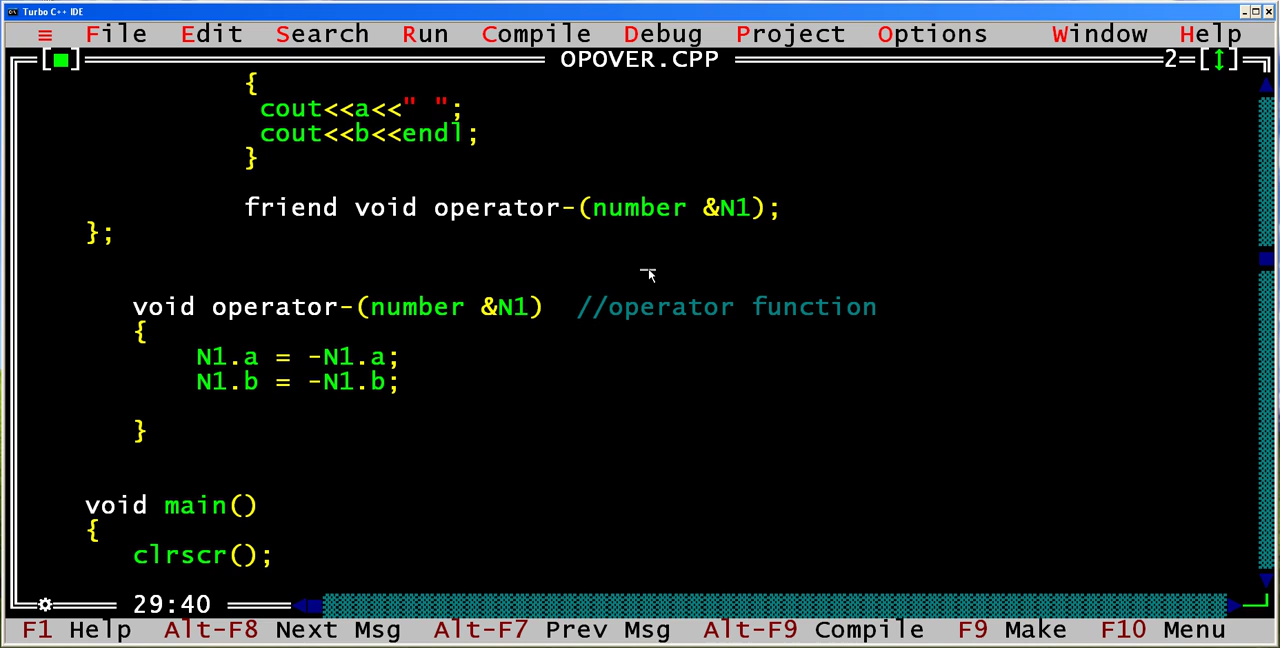 Turbo C++ IDE
≡ File Edit Search Run Compile Debug Project Options Window Help
[■] OPOVER.CPP 2=[↕]
{
cout<<a<<" ";
cout<<b<<endl;
}
friend void operator-(number &N1);
};
void operator-(number &N1) //operator function
{
N1.a = -N1.a;
N1.b = -N1.b;
}
void main()
{
clrscr();
29:40
F1 Help Alt-F8 Next Msg Alt-F7 Prev Msg Alt-F9 Compile F9 Make F10 Menu